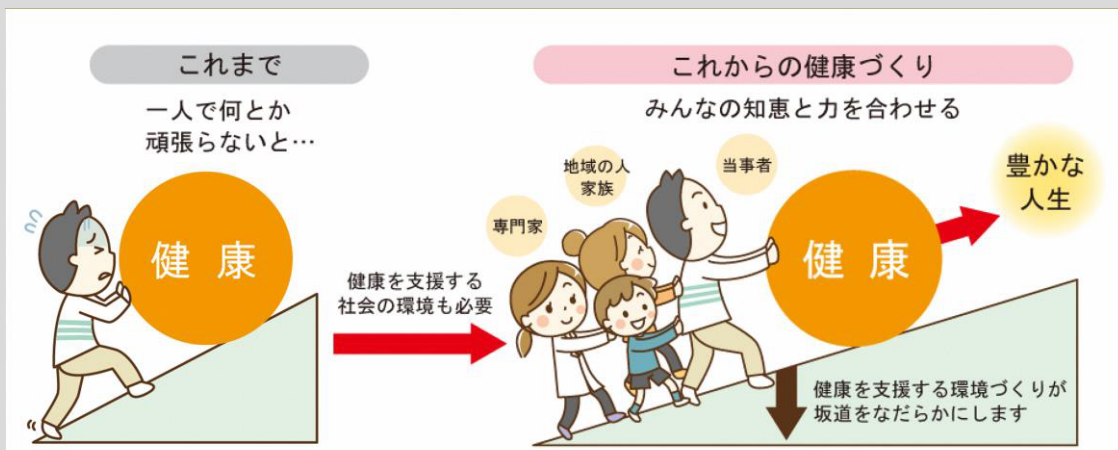 これまで
一人で何とか
頑張らないと…
健康
健康を支援する
社会の環境も必要
これからの健康づくり
みんなの知恵と力を合わせる
専門家
地域の人
家族
当事者
健康
豊かな
人生
健康を支援する環境づくりが
坂道をなだらかにします